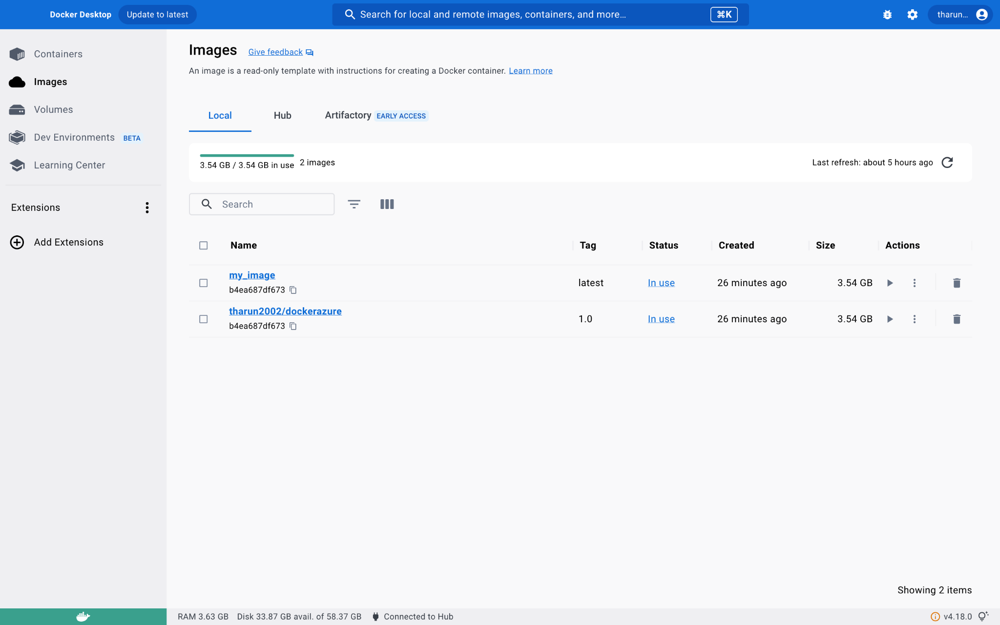 Docker Desktop Update to latest Search for local and remote images, containers, and more... ⌘K tharun...
Containers
Images
Volumes
Dev Environments BETA
Learning Center
Extensions
Add Extensions
Images Give feedback
An image is a read-only template with instructions for creating a Docker container. Learn more
Local Hub Artifactory EARLY ACCESS
3.54 GB / 3.54 GB in use 2 images Last refresh: about 5 hours ago
Search
Name Tag Status Created Size Actions
my_image
b4ea687df673 latest In use 26 minutes ago 3.54 GB
tharun2002/dockerazure
b4ea687df673 1.0 In use 26 minutes ago 3.54 GB
Showing 2 items
RAM 3.63 GB Disk 33.87 GB avail. of 58.37 GB Connected to Hub v4.18.0